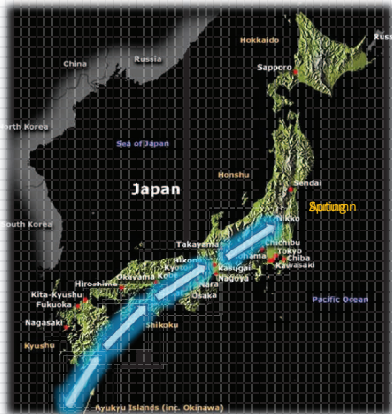 Hokkaido
Russia
Russ
China
Sapporo
North Korea
Sea of Japan
Honshu
Japan
Sendai
Nikko
South Korea
Takayama
Chichibu
Tokyo
Kyoto
Okayama
Kobe
Kasugai
Chiba
Hiroshima
Nagoya
Kawasaki
Nara
Kita-Kyushu
Osaka
Fukuoka
Pacific Ocean
Shikoku
Nagasaki
Kyushu
Ryukyu Islands (inc. Okinawa)